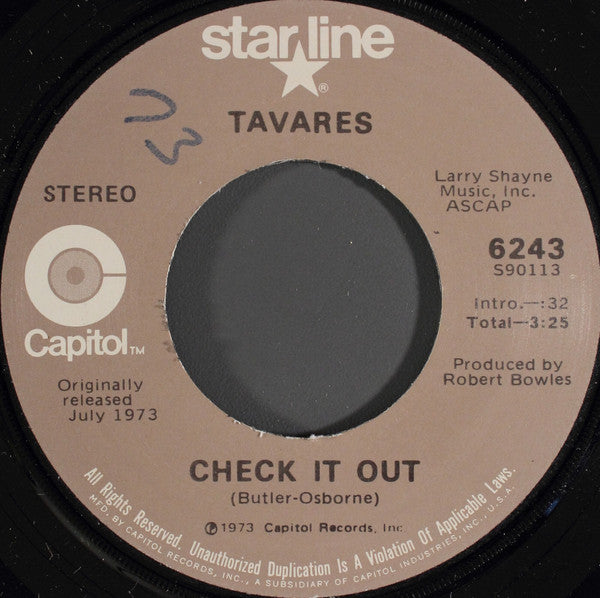 starline
®
TAVARES
73
STEREO
Larry Shayne
Music, Inc.
ASCAP
6243
S90113
Intro.—:32
Total—3:25
Capitol™
Produced by
Robert Bowles
Originally
released
July 1973
CHECK IT OUT
(Butler-Osborne)
℗1973 Capitol Records, Inc
All Rights Reserved. Unauthorized Duplication Is A Violation Of Applicable Laws.
MFD. BY CAPITOL RECORDS, INC., A SUBSIDIARY OF CAPITOL INDUSTRIES, INC., U.S.A.